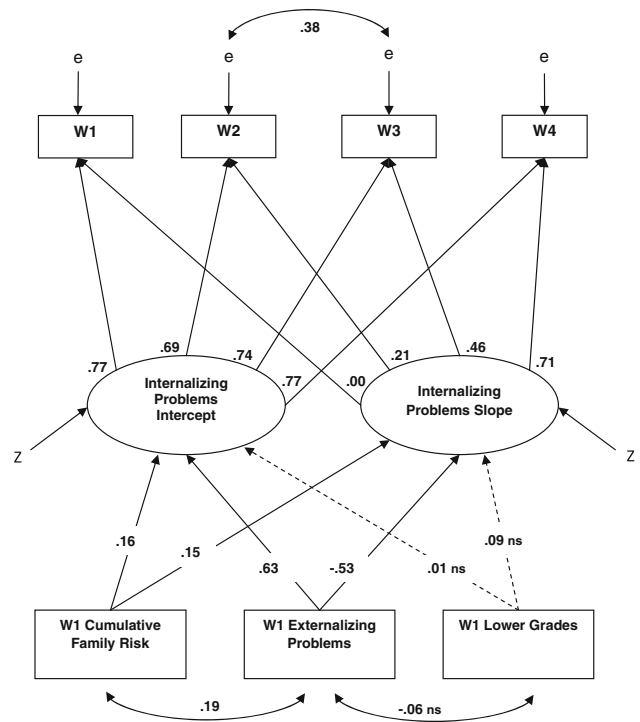 .38
e e e e
W1 W2 W3 W4
.77 .69 .74 .77 .00 .21 .46 .71
Internalizing
Problems
Intercept
Internalizing
Problems Slope
Z Z
.16 .15 .63 -.53 .01 ns .09 ns
W1 Cumulative
Family Risk
W1 Externalizing
Problems
W1 Lower Grades
.19 -.06 ns